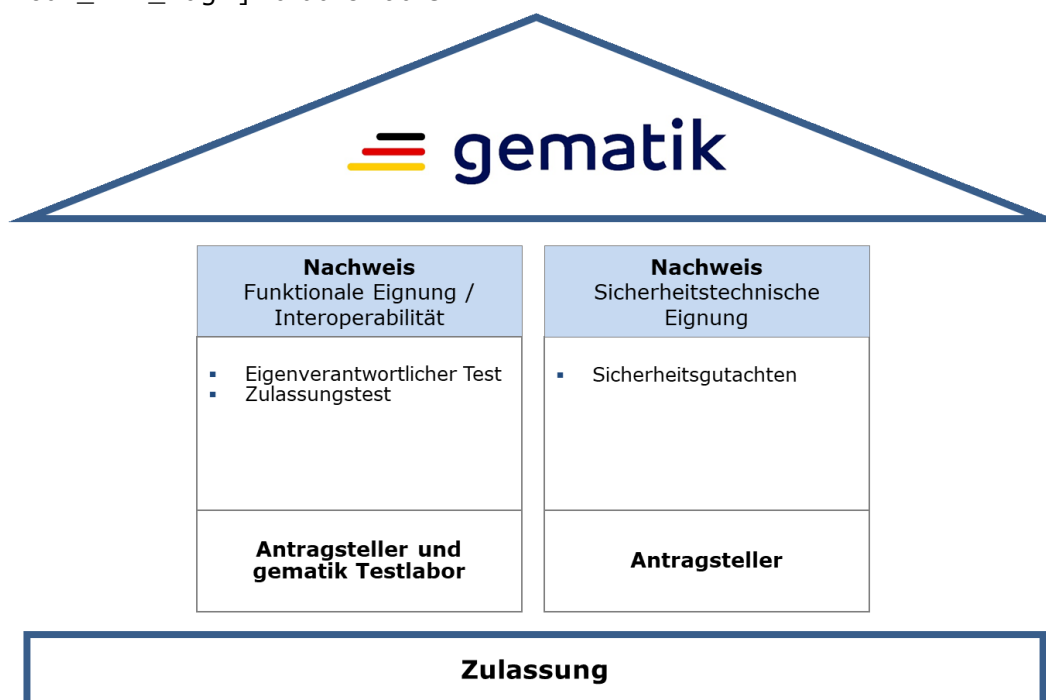 gematik
Nachweis
Funktionale Eignung /
Interoperabilität
▪ Eigenverantwortlicher Test
▪ Zulassungstest
Antragsteller und
gematik Testlabor
Nachweis
Sicherheitstechnische
Eignung
▪ Sicherheitsgutachten
Antragsteller
Zulassung